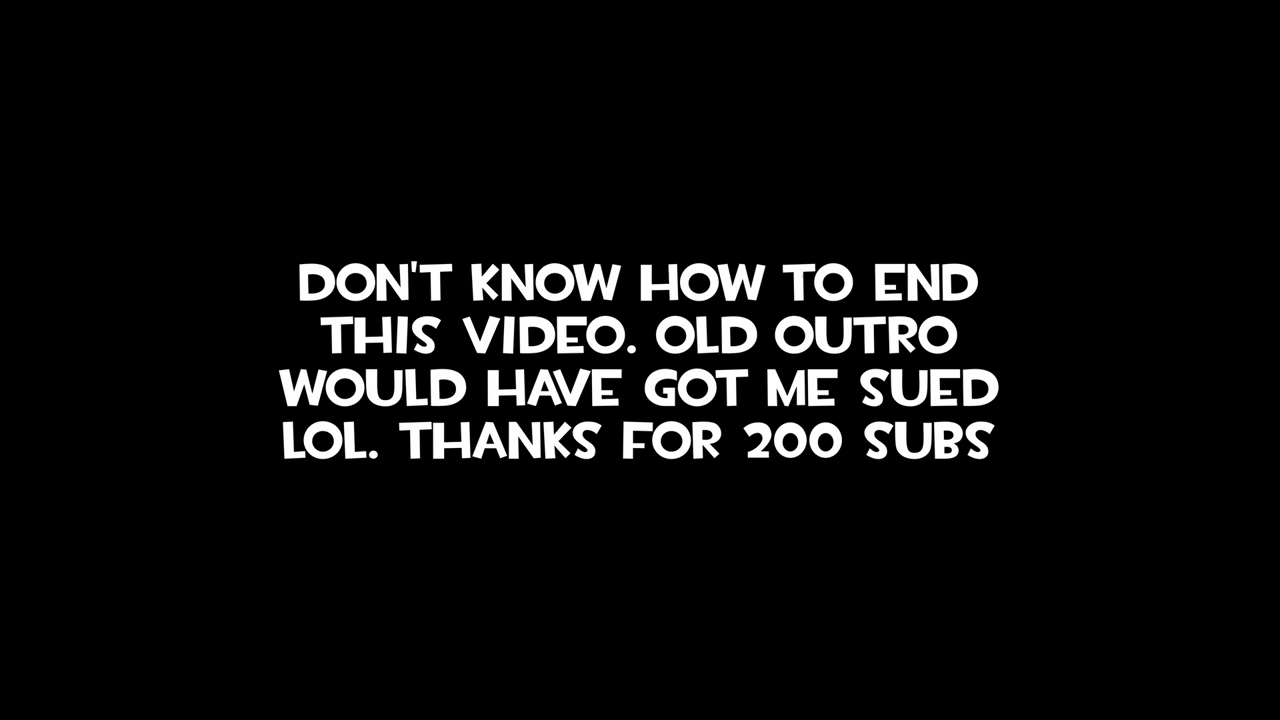 DON'T KNOW HOW TO END
THIS VIDEO. OLD OUTRO
WOULD HAVE GOT ME SUED
LOL. THANKS FOR 200 SUBS